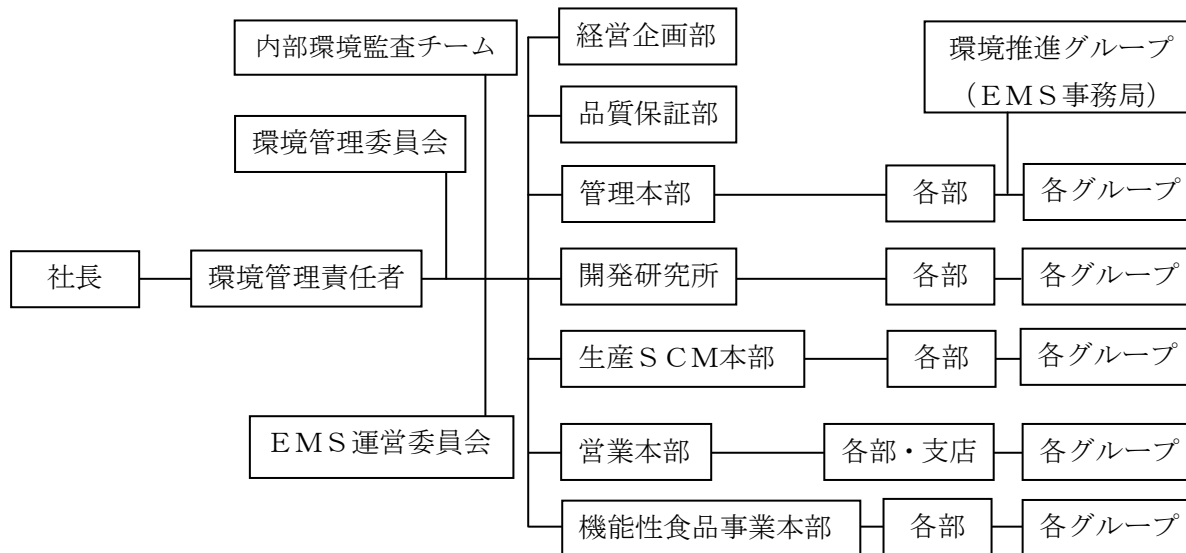 内部環境監査チーム
経営企画部
環境推進グループ
（ＥＭＳ事務局）
品質保証部
環境管理委員会
管理本部
各部
各グループ
社長
環境管理責任者
開発研究所
各部
各グループ
生産ＳＣＭ本部
各部
各グループ
ＥＭＳ運営委員会
営業本部
各部・支店
各グループ
機能性食品事業本部
各部
各グループ